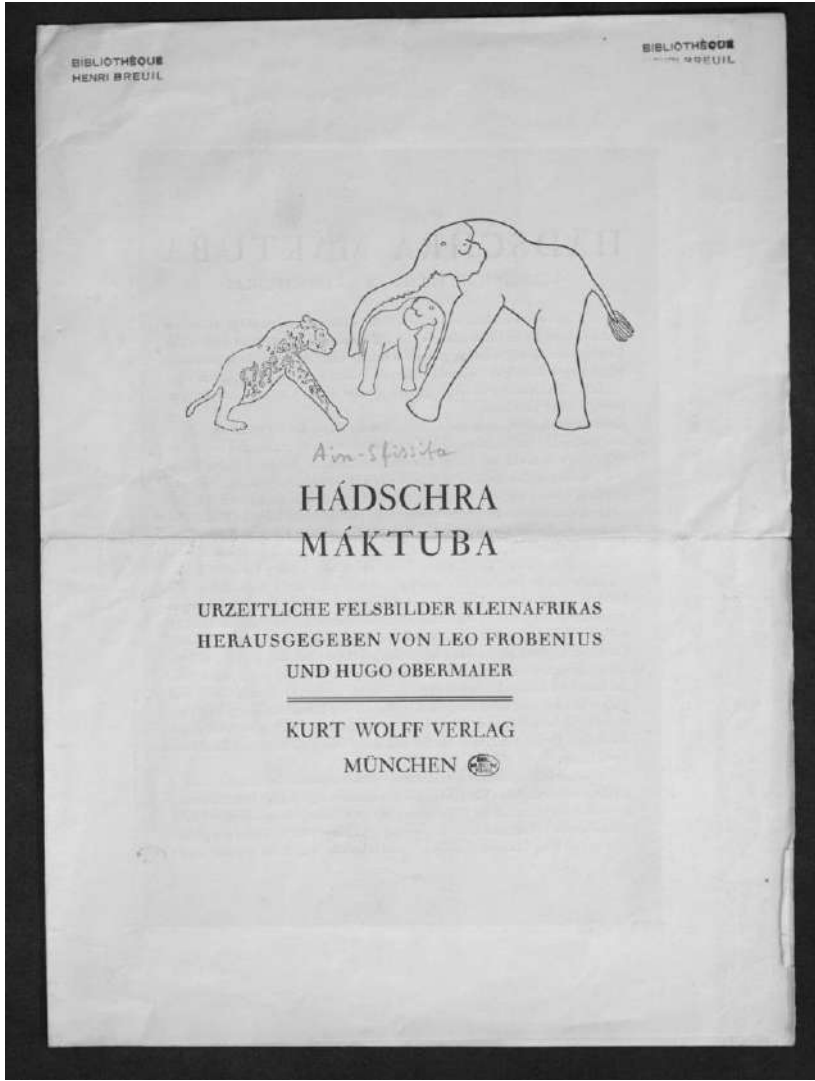 BIBLIOTHÈQUE
HENRI BREUIL
BIBLIOTHÈQUE
BREUIL
Ain-Sfissifa
HÁDSCHRA
MÁKTUBA
URZEITLICHE FELSBILDER KLEINAFRIKAS
HERAUSGEGEBEN VON LEO FROBENIUS
UND HUGO OBERMAIER
KURT WOLFF VERLAG
MÜNCHEN